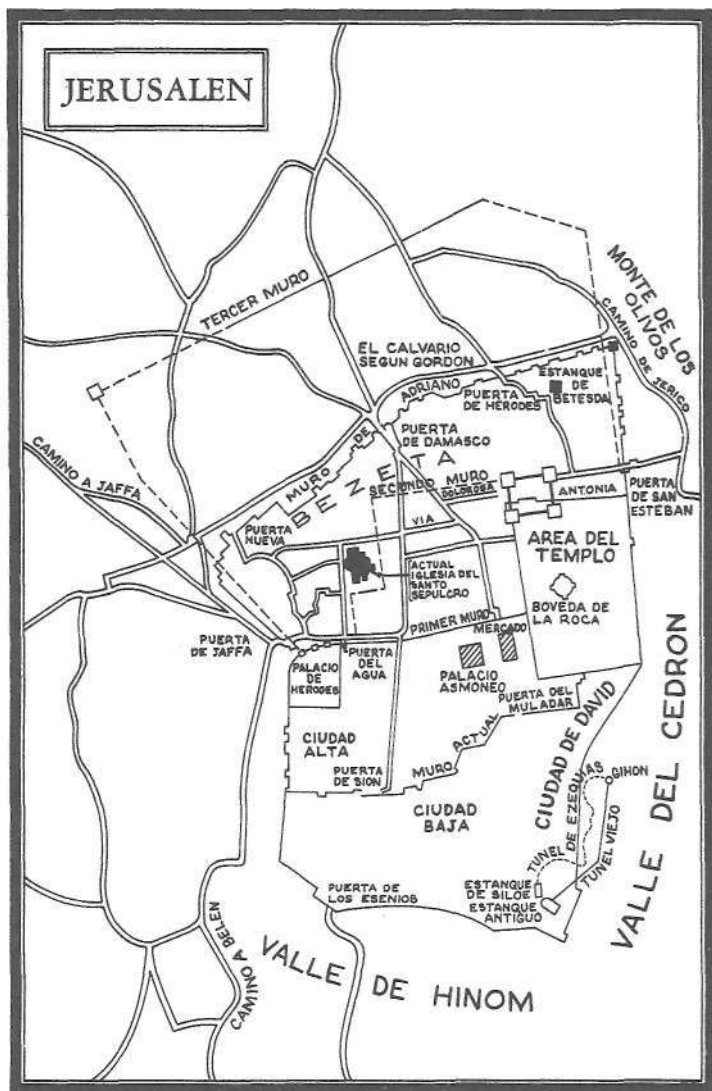 JERUSALEN
TERCER MURO
MONTE DE LOS
OLIVOS
CAMINO DE JERICO
EL CALVARIO
SEGUN GORDON
MURO DE ADRIANO
PUERTA
DE HERODES
ESTANQUE
DE
BETESDA
PUERTA
DE DAMASCO
CAMINO A JAFFA
BEZETA
SEGUNDO MURO
VIA DOLOROSA
ANTONIA
PUERTA
DE SAN
ESTEBAN
PUERTA
NUEVA
AREA DEL
TEMPLO
ACTUAL
IGLESIA DEL
SANTO
SEPULCRO
BOVEDA DE
LA ROCA
PRIMER MURO
MERCADO
PUERTA
DE JAFFA
PUERTA
DEL
AGUA
PALACIO
DE
HERODES
PALACIO
ASMONEO
PUERTA DEL
MULADAR
CIUDAD
ALTA
MURO ACTUAL
PUERTA
DE SION
CIUDAD
BAJA
CIUDAD DE DAVID
VALLE DEL CEDRON
GIHON
TUNEL DE EZEQUIAS
TUNEL VIEJO
ESTANQUE
DE SILOE
ESTANQUE
ANTIGUO
PUERTA DE
LOS ESENIOS
CAMINO A BELEN
VALLE DE HINOM